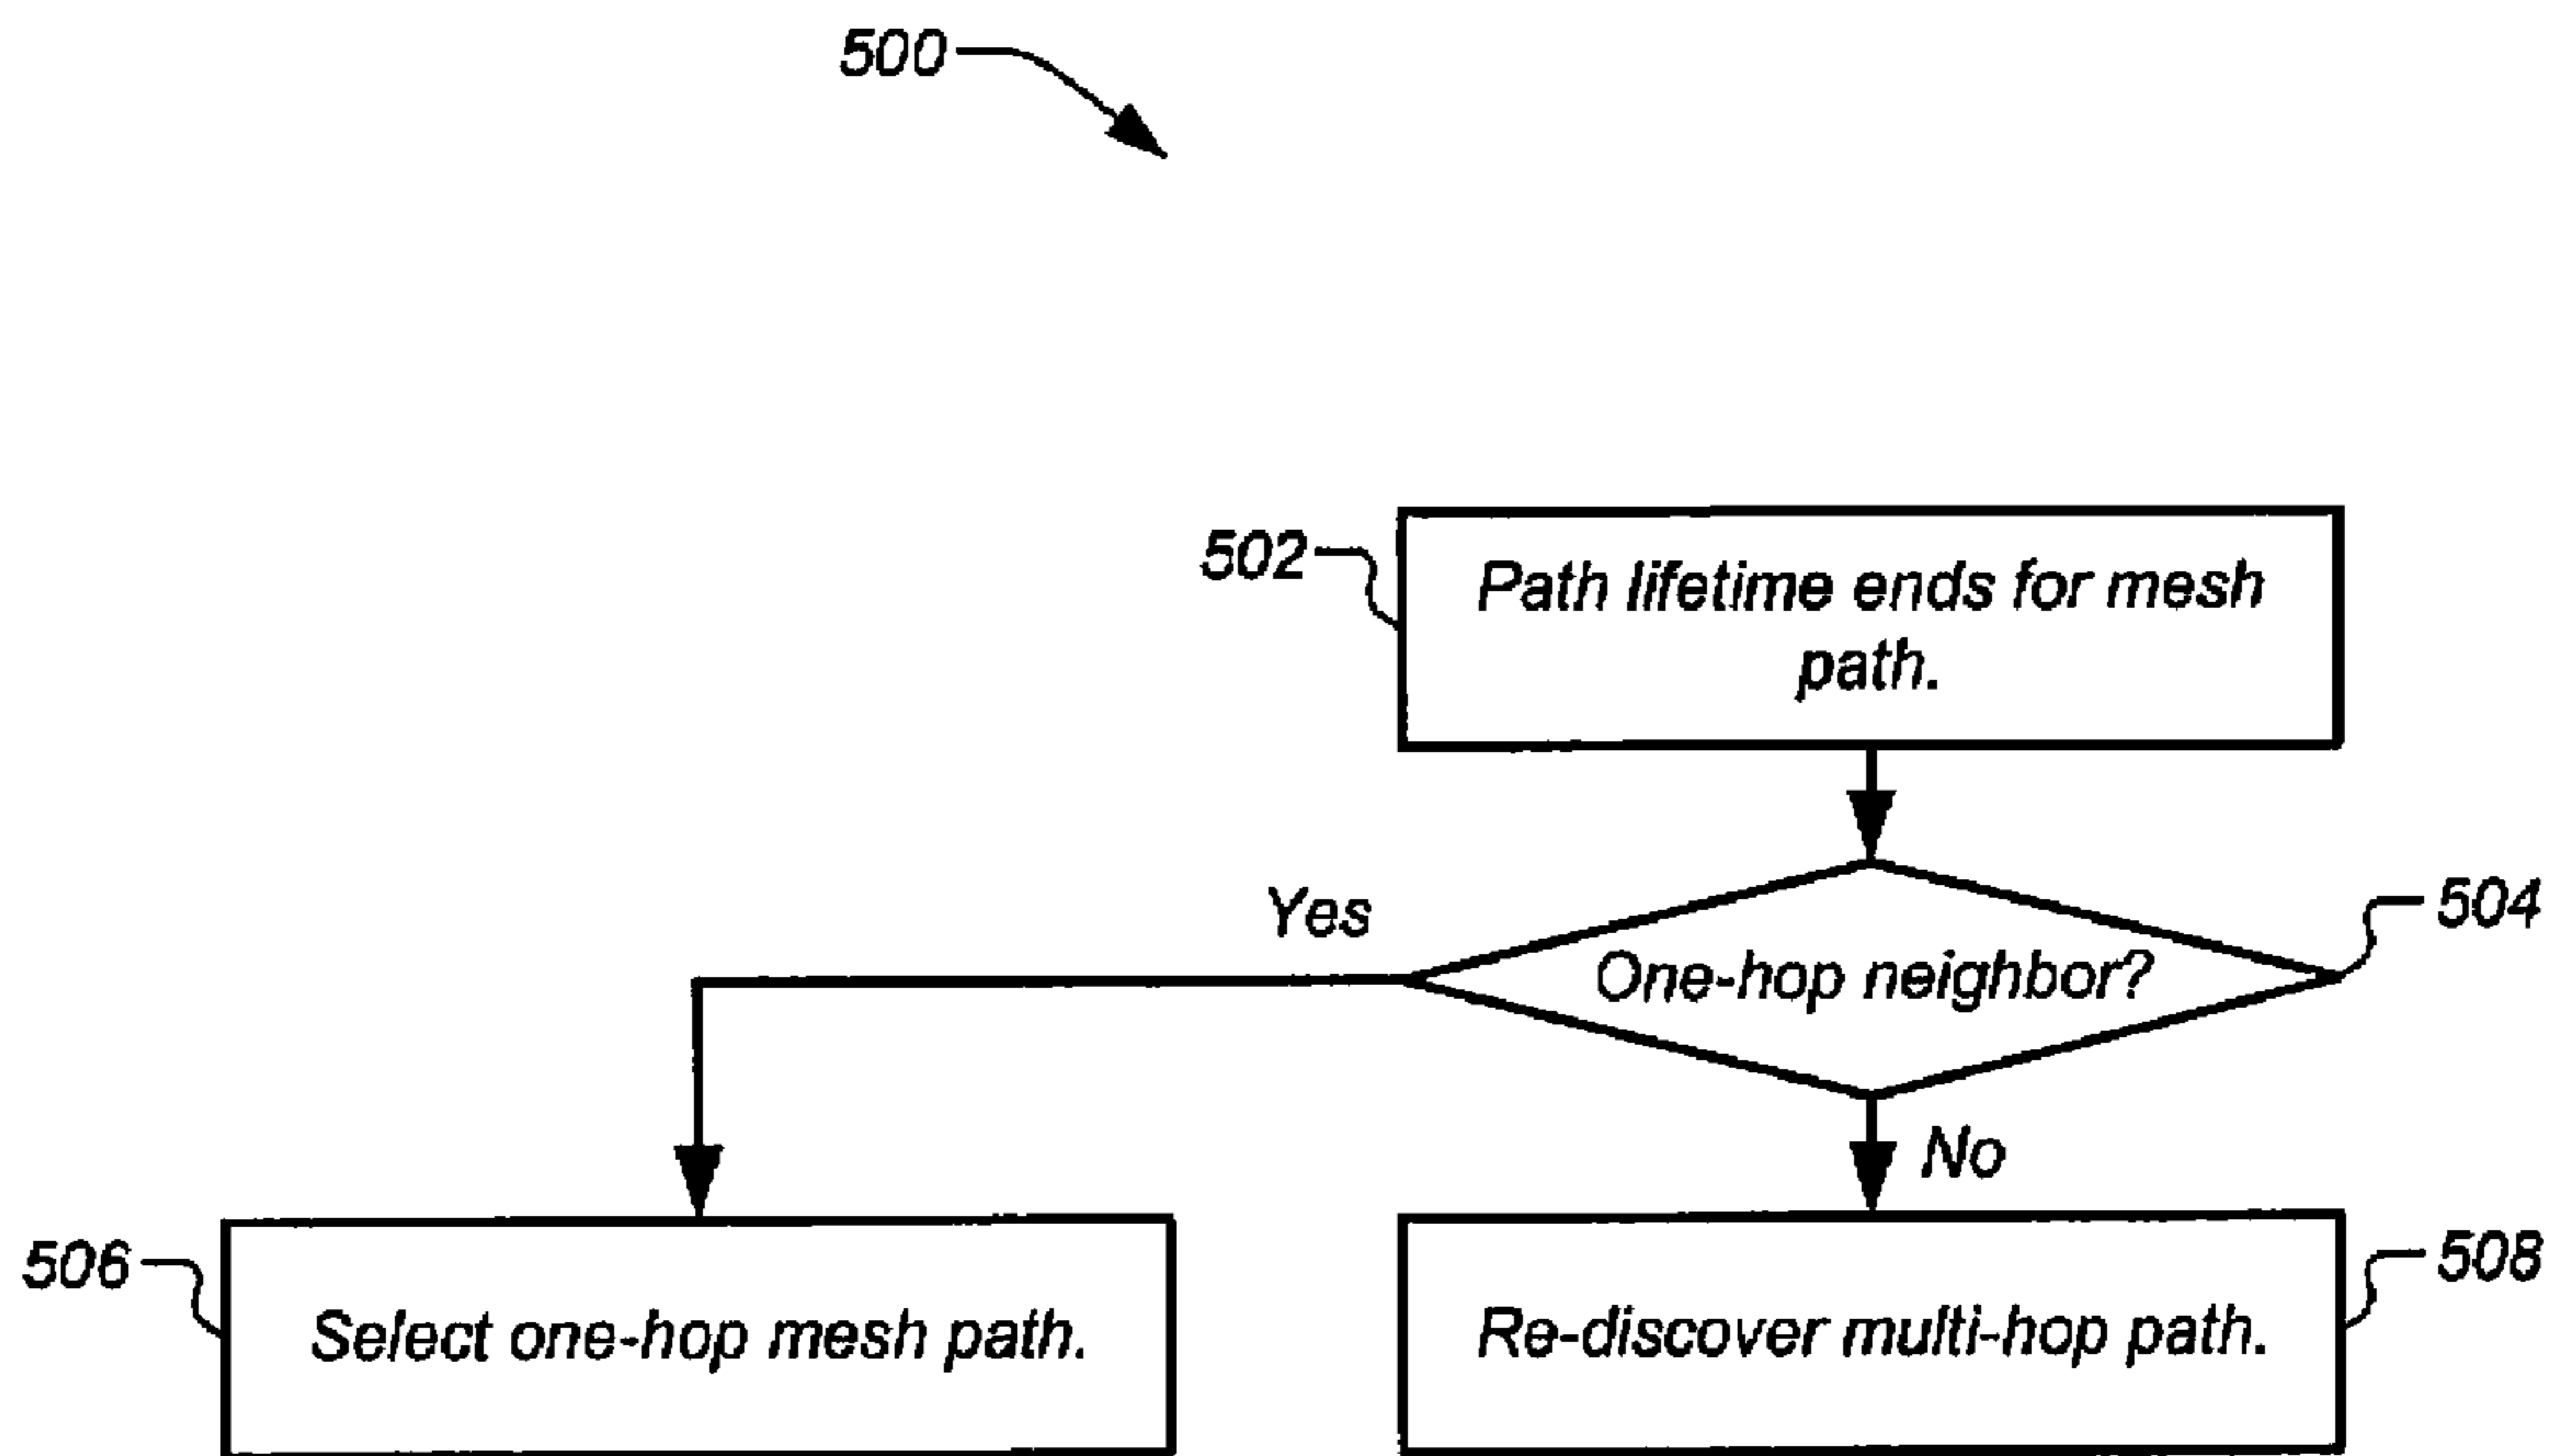 500
502
Path lifetime ends for mesh
path.
Yes
504
One-hop neighbor?
No
506
Select one-hop mesh path.
508
Re-discover multi-hop path.